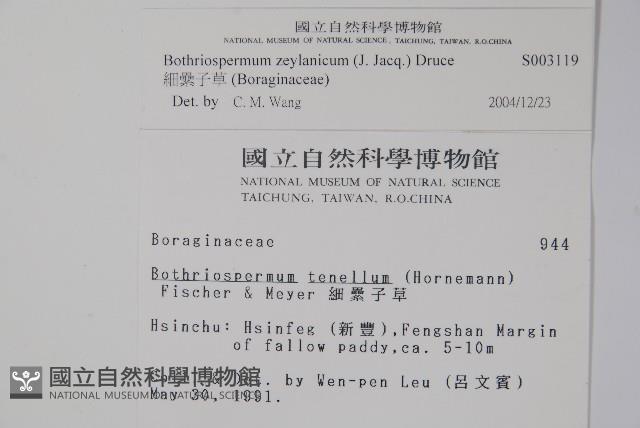 國立自然科學博物館
NATIONAL MUSEUM OF NATURAL SCIENCE, TAICHUNG, TAIWAN, R.O.CHINA
Bothriospermum zeylanicum (J. Jacq.) Druce S003119
細纍子草 (Boraginaceae)
Det. by C. M. Wang 2004/12/23
國立自然科學博物館
NATIONAL MUSEUM OF NATURAL SCIENCE
TAICHUNG, TAIWAN, R.O.CHINA
Boraginaceae 944
Bothriospermum tenellum (Hornemann)
Fischer & Meyer 細纍子草
Hsinchu: Hsinfeg (新豐),Fengshan Margin
of fallow paddy,ca. 5-10m
by Wen-pen Leu (呂文賓)
May 30, 1991.
國立自然科學博物館
NATIONAL MUSEUM OF NATURAL SCIENCE